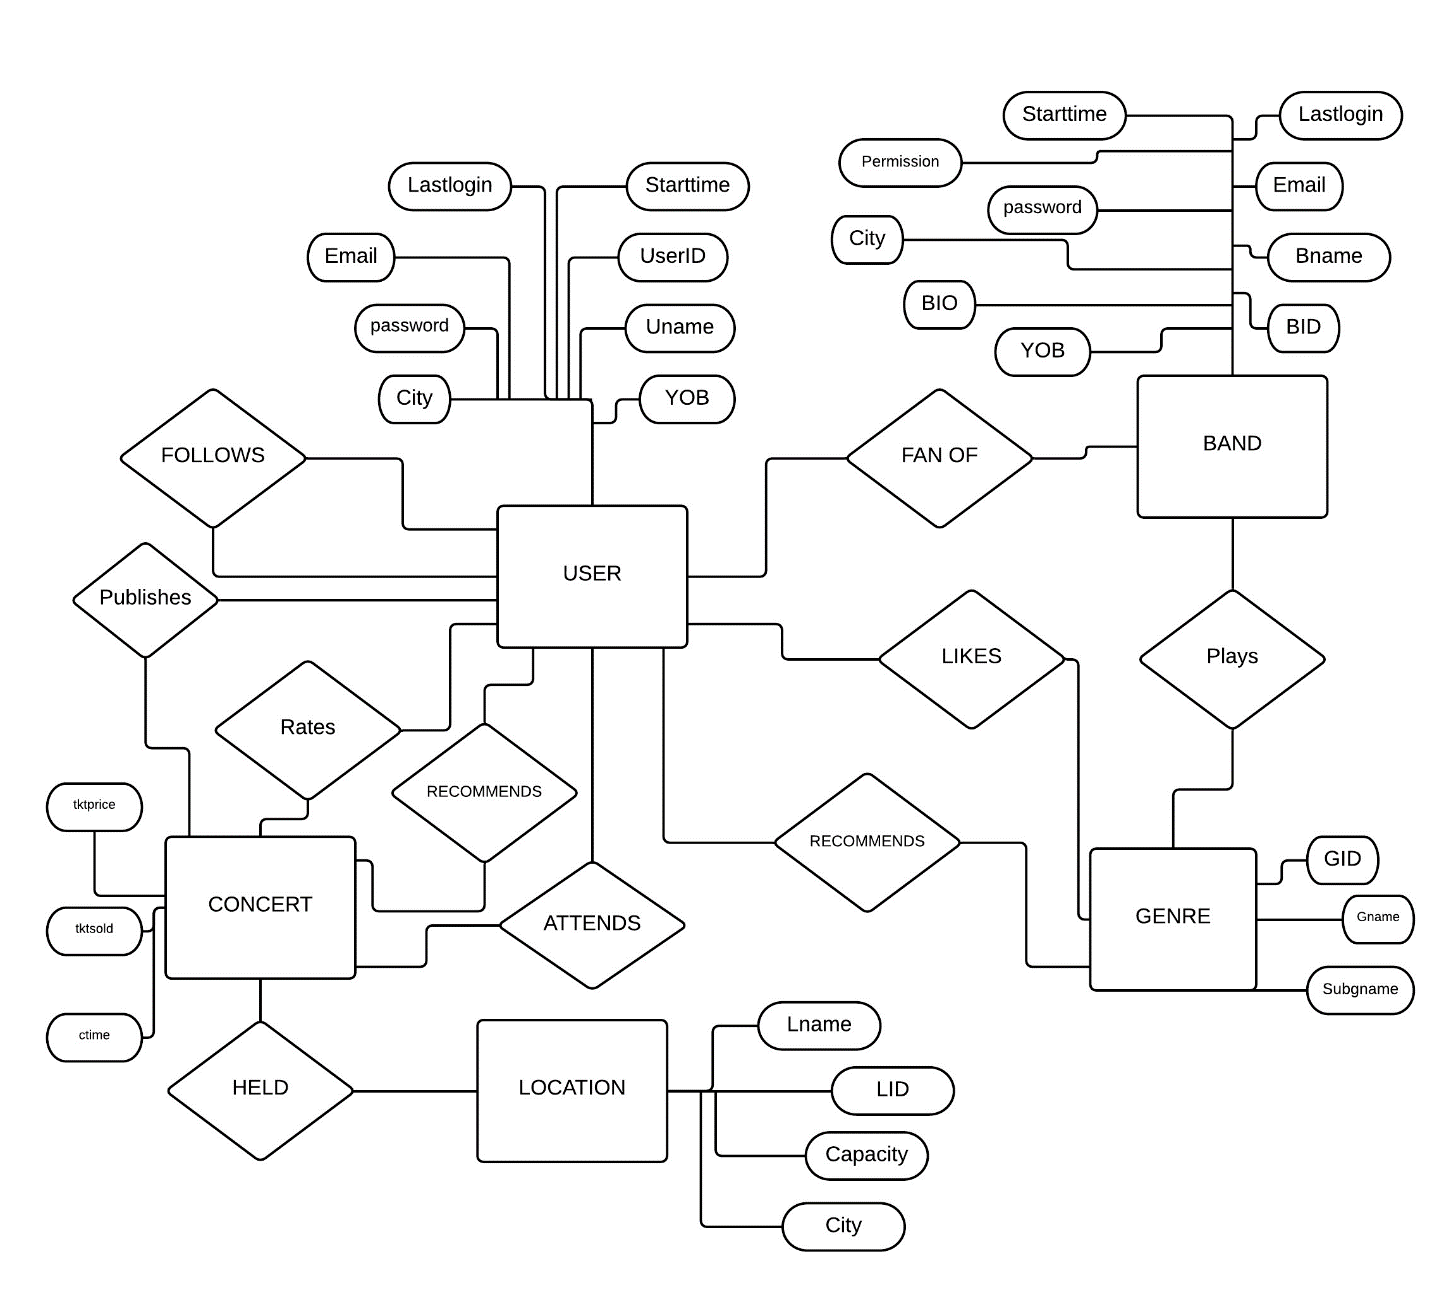 Starttime
Lastlogin
Permission
Lastlogin
Starttime
Email
password
City
Email
UserID
Bname
BIO
BID
password
Uname
YOB
City
YOB
FOLLOWS
FAN OF
BAND
USER
Publishes
LIKES
Plays
Rates
RECOMMENDS
tktprice
RECOMMENDS
GID
CONCERT
ATTENDS
GENRE
Gname
tktsold
Subgname
Lname
ctime
HELD
LOCATION
LID
Capacity
City